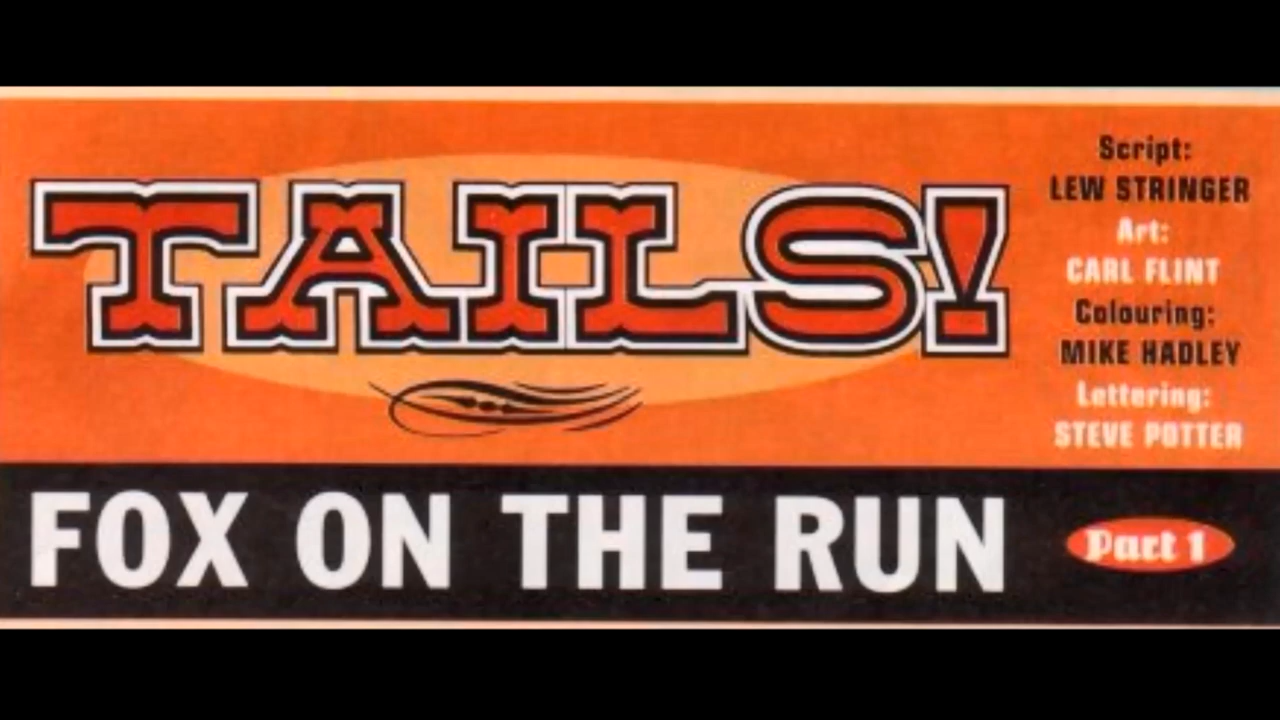 TAILS!
Script:
LEW STRINGER
Art:
CARL FLINT
Colouring:
MIKE HADLEY
Lettering:
STEVE POTTER
FOX ON THE RUN
Part 1